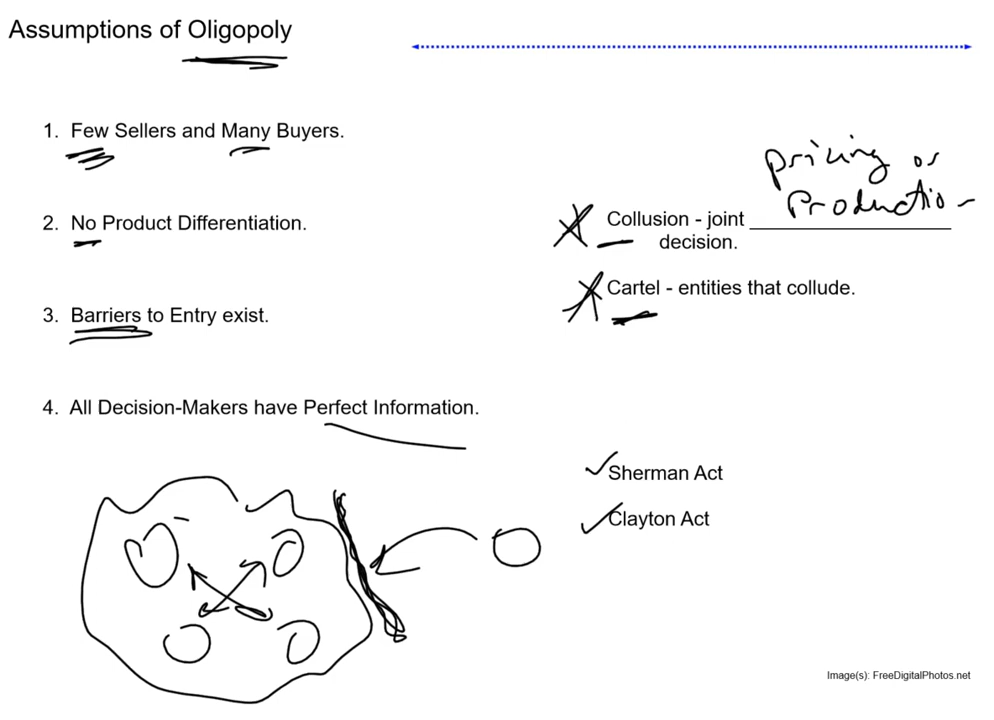 Assumptions of Oligopoly
1. Few Sellers and Many Buyers.
2. No Product Differentiation.
3. Barriers to Entry exist.
4. All Decision-Makers have Perfect Information.
pricing or
Productio
Collusion - joint
decision.
Cartel - entities that collude.
Sherman Act
Clayton Act
Image(s): FreeDigitalPhotos.net